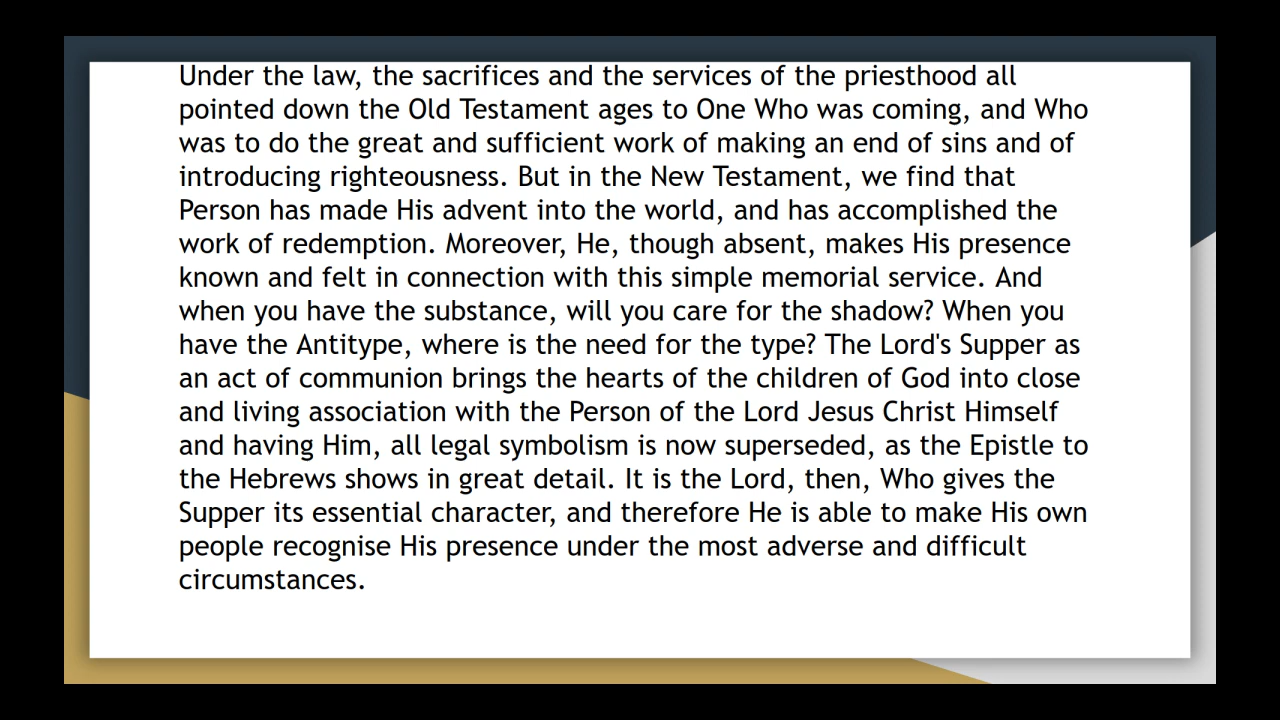 Under the law, the sacrifices and the services of the priesthood all
pointed down the Old Testament ages to One Who was coming, and Who
was to do the great and sufficient work of making an end of sins and of
introducing righteousness. But in the New Testament, we find that
Person has made His advent into the world, and has accomplished the
work of redemption. Moreover, He, though absent, makes His presence
known and felt in connection with this simple memorial service. And
when you have the substance, will you care for the shadow? When you
have the Antitype, where is the need for the type? The Lord's Supper as
an act of communion brings the hearts of the children of God into close
and living association with the Person of the Lord Jesus Christ Himself
and having Him, all legal symbolism is now superseded, as the Epistle to
the Hebrews shows in great detail. It is the Lord, then, Who gives the
Supper its essential character, and therefore He is able to make His own
people recognise His presence under the most adverse and difficult
circumstances.